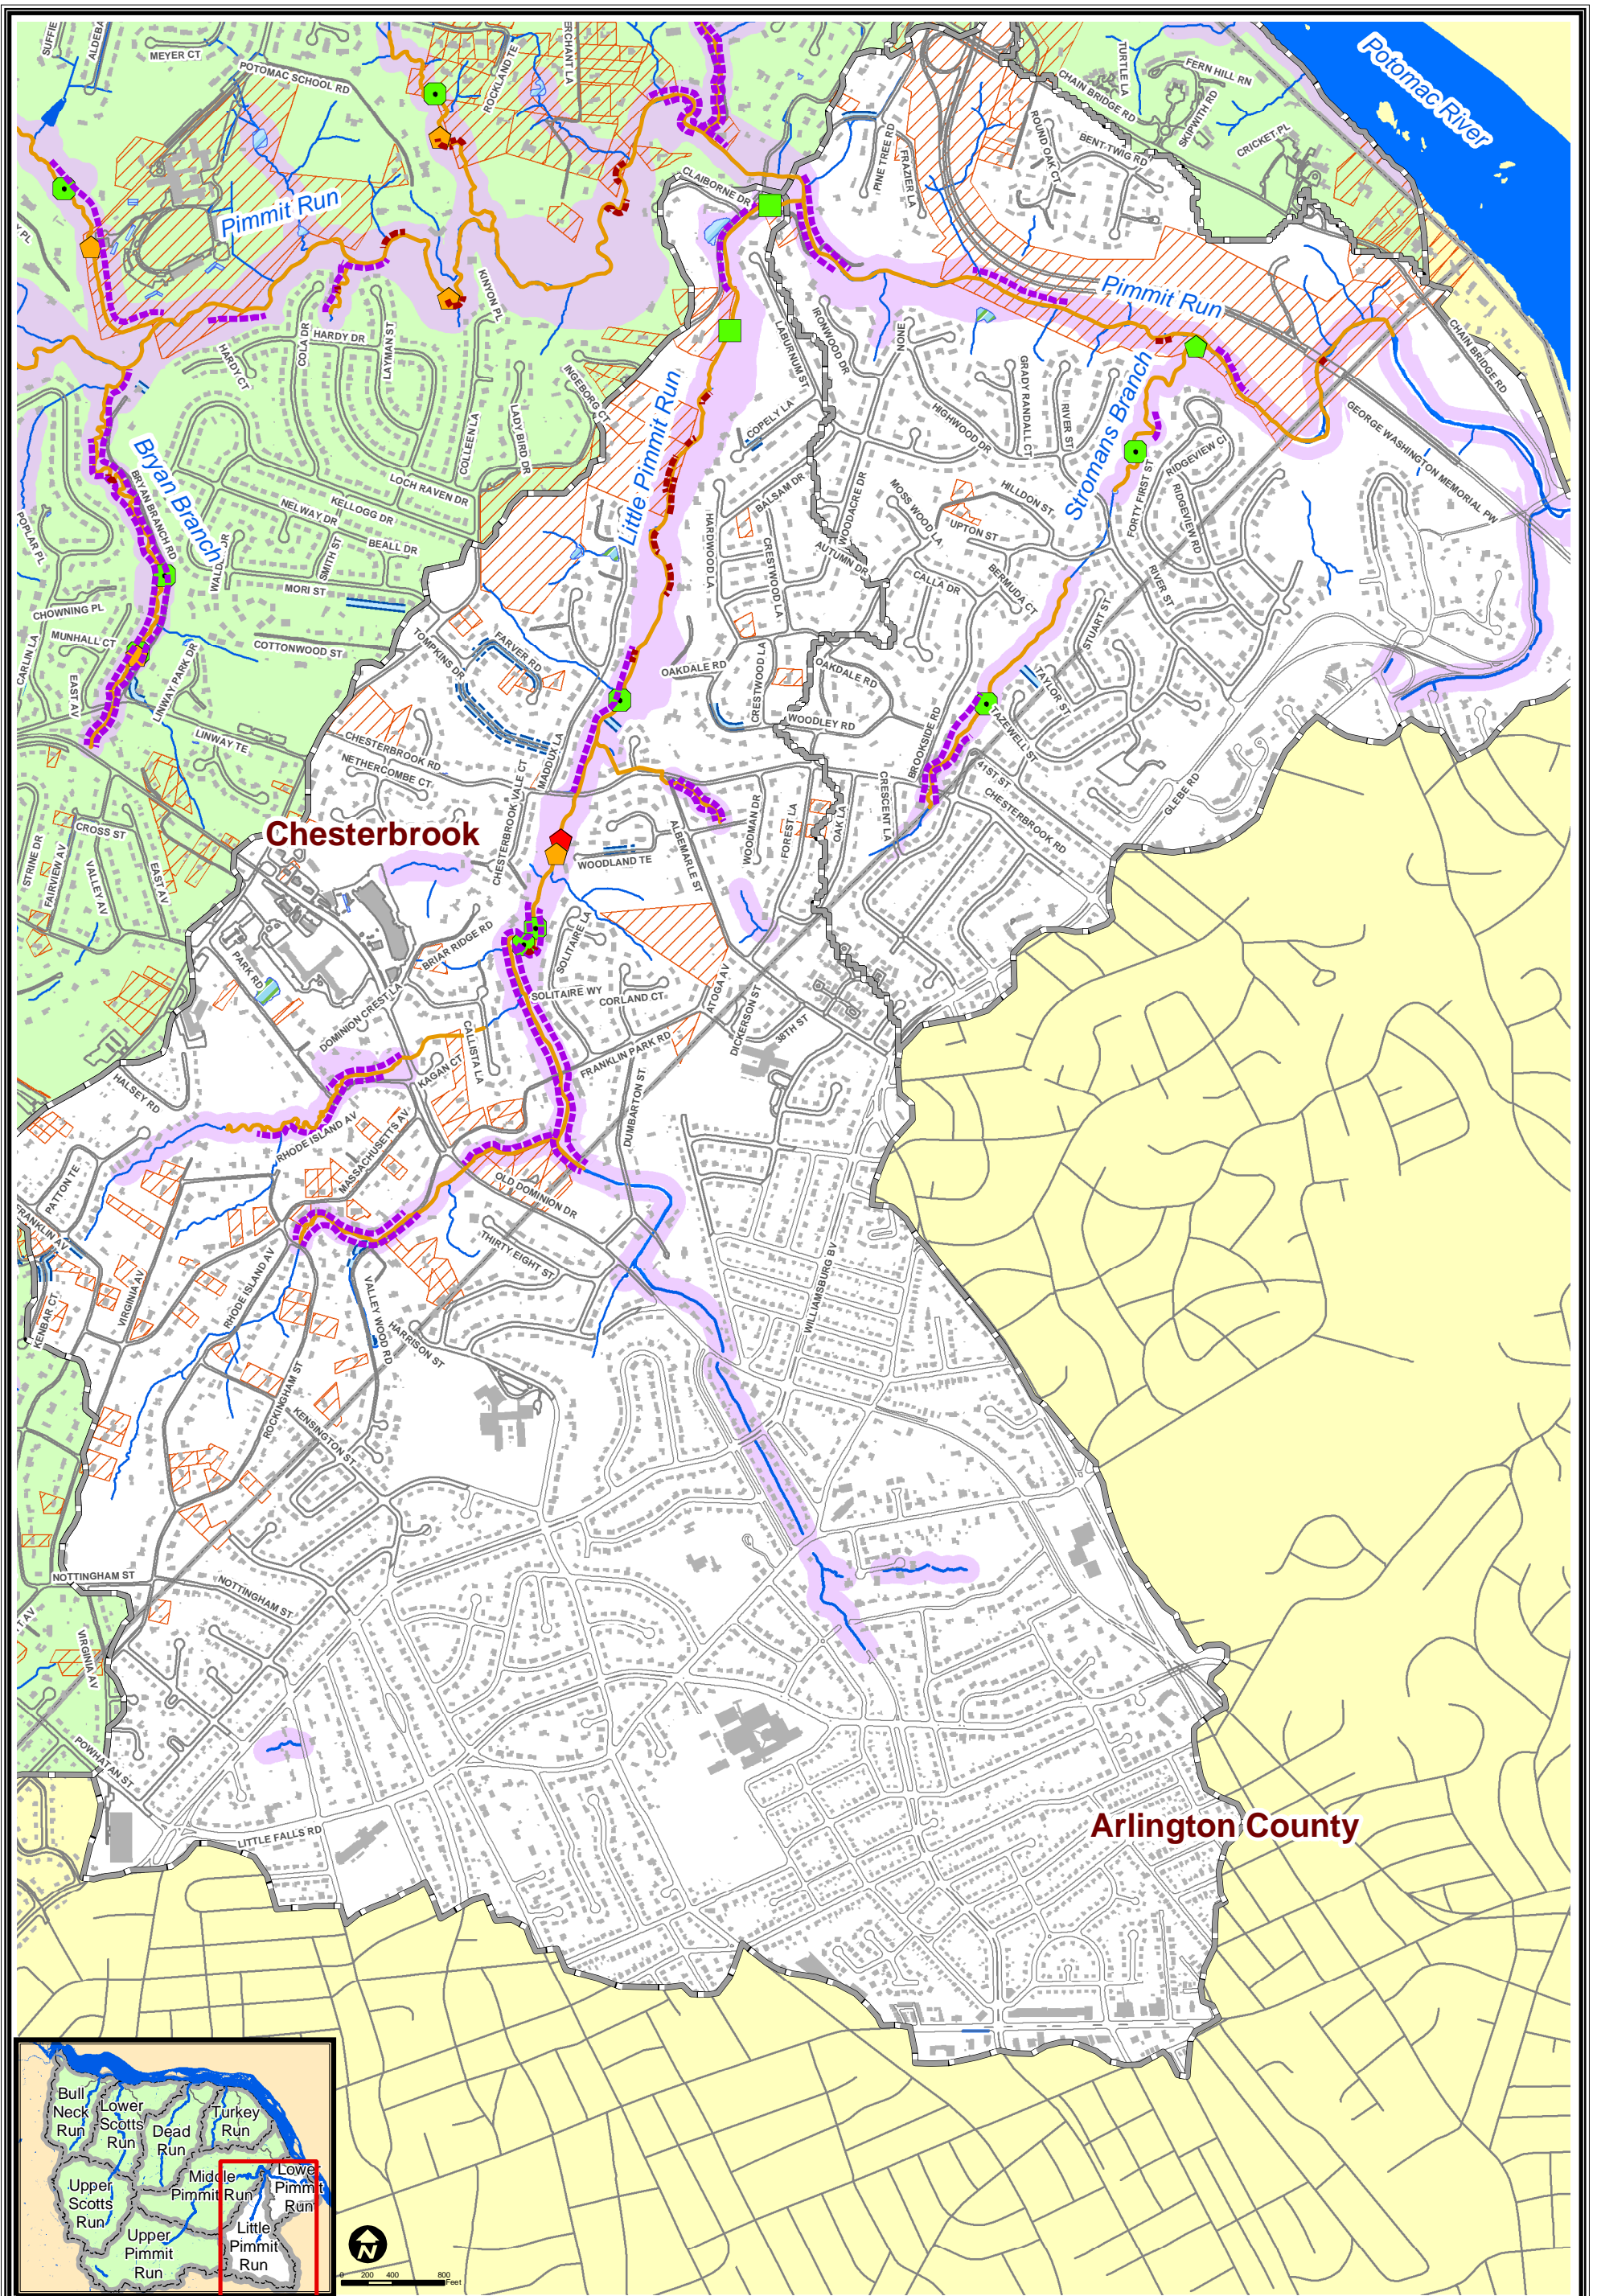 MEYER CT
POTOMAC SCHOOL RD
ROCKLAND TE
ERCHANT LA
TURTLE LA
FERN HILL RN
CHAIN BRIDGE RD
SKIPWITH RD
CRICKET PL
Potomac River
SUFFIE
ALDEBA
PINE TREE RD
FRAZIER LA
ROUND OAK CT
BENT-TWIG RD
CLAIBORNE DR
Pimmit Run
Y PL
KINYON PL
COLA DR
HARDY DR
LAYMAN ST
HARDY CT
INGEBORG CT
LABURNUM ST
IRONWOOD DR
NONE
Pimmit Run
CHAIN BRIDGE RD
Little Pimmit Run
COPELY LA
HIGHWOOD DR
GRADY RANDALL CT
RIVER ST
Stromans Branch
GEORGE WASHINGTON MEMORIAL PW
RIDGEVIEW CI
RIDGEVIEW RD
FORTY FIRST ST
Bryan Branch
BRYAN BRANCH RD
COLLEEN LA
LADY BIRD DR
LOCH RAVEN DR
KELLOGG DR
NELWAY DR
BEALL DR
SMITH ST
MORI ST
POPLAR PL
CHOWNING PL
MUNHALL CT
CARLIN LA
EAST AV
LINWAY PARK DR
COTTONWOOD ST
LINWAY TE
BALSAM DR
HARDWOOD LA
CRESTWOOD LA
WOODACRE DR
AUTUMN DR
MOSS WOOD LA
HILLDON ST
UPTON ST
CALLA DR
BERMUDA CT
RIVER ST
STUART ST
TOMPKINS DR
FARVER RD
OAKDALE RD
CRESTWOOD LA
OAKDALE RD
WOODLEY RD
BROOKSIDE RD
TAYLOR ST
TAZEWELL ST
41ST ST
CHESTERBROOK RD
GLEBE RD
CHESTERBROOK RD
NETHERCOMBE CT
CHESTERBROOK VALE CT
MADDUX LA
Chesterbrook
WOODLAND TE
ALBEMARLE ST
WOODMAN DR
FOREST LA
OAK LA
CRESCENT LA
CROSS ST
STRINE DR
FAIRVIEW AV
VALLEY AV
EAST AV
PARK RD
BRIAR RIDGE RD
SOLITAIRE LA
SOLITAIRE WY
CORLAND CT
DOMINION CREST LA
CALLISTA LA
KAGAN CT
FRANKLIN PARK RD
ATOGA AV
DICKERSON ST
38TH ST
DUMBARTON ST
HALSEY RD
RHODE ISLAND AV
MASSACHUSETTS AV
OLD DOMINION DR
PATTON TE
FRANKLIN AV
KENBAR CT
VIRGINIA AV
RHODE ISLAND AV
VALLEY WOOD RD
THIRTY EIGHT ST
HARRISON ST
WILLIAMSBURG BV
ROCKINGHAM ST
KENSINGTON ST
NOTTINGHAM ST
NOTTINGHAM ST
T AV
VIRGINIA AV
POWHATAN ST
LITTLE FALLS RD
Arlington County
Bull
Neck
Run
Lower
Scotts
Run
Dead
Run
Turkey
Run
Upper
Scotts
Run
Middle
Pimmit Run
Lower
Pimmit
Run
Upper
Pimmit
Run
Little
Pimmit
Run
N
0 200 400 800
Feet